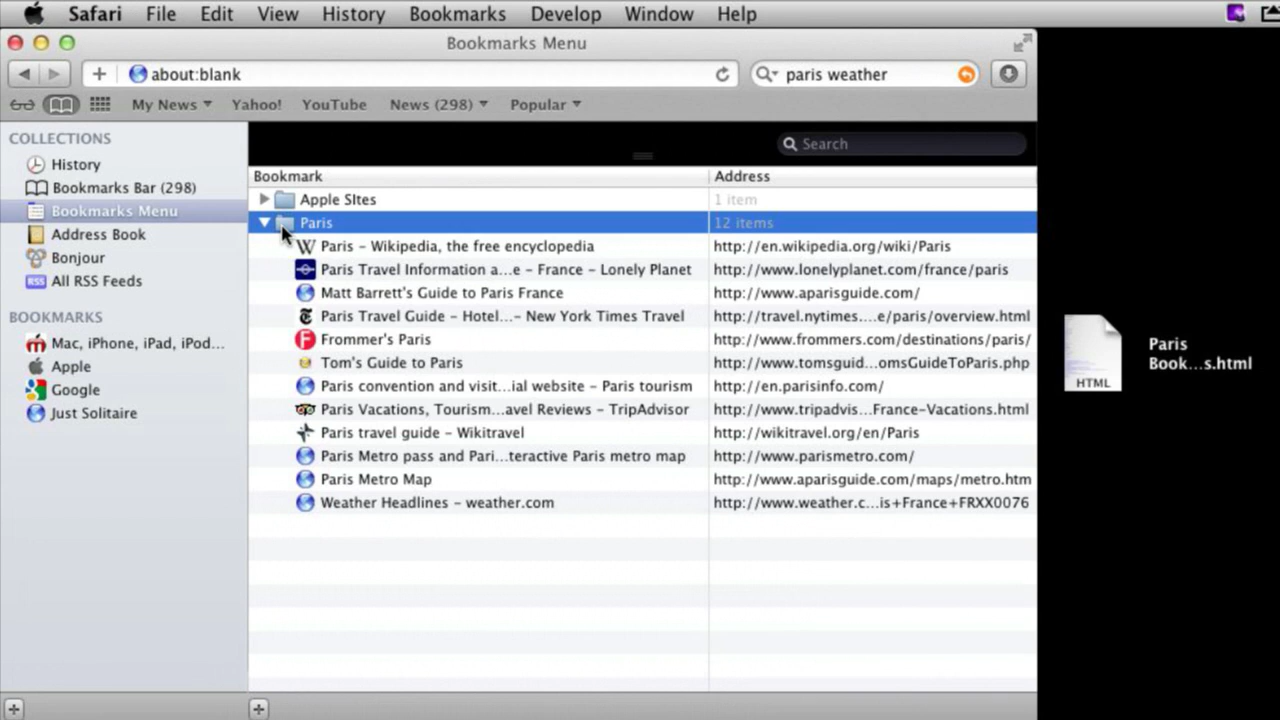 Safari File Edit View History Bookmarks Develop Window Help
Bookmarks Menu
about:blank
paris weather
My News Yahoo! YouTube News (298) Popular
COLLECTIONS
History
Bookmarks Bar (298)
Bookmarks Menu
Address Book
Bonjour
RSS All RSS Feeds
BOOKMARKS
Mac, iPhone, iPad, iPod...
Apple
Google
Just Solitaire
Search
Bookmark Address
Apple SItes 1 item
Paris 12 items
Paris – Wikipedia, the free encyclopedia http://en.wikipedia.org/wiki/Paris
Paris Travel Information a...e – France – Lonely Planet http://www.lonelyplanet.com/france/paris
Matt Barrett's Guide to Paris France http://www.aparisguide.com/
Paris Travel Guide – Hotel...– New York Times Travel http://travel.nytimes....e/paris/overview.html
Frommer's Paris http://www.frommers.com/destinations/paris/
Tom's Guide to Paris http://www.tomsguid...omsGuideToParis.php
Paris convention and visit...ial website – Paris tourism http://en.parisinfo.com/
Paris Vacations, Tourism...avel Reviews – TripAdvisor http://www.tripadvis...France-Vacations.html
Paris travel guide – Wikitravel http://wikitravel.org/en/Paris
Paris Metro pass and Pari...teractive Paris metro map http://www.parismetro.com/
Paris Metro Map http://www.aparisguide.com/maps/metro.htm
Weather Headlines – weather.com http://www.weather.c...is+France+FRXX0076
HTML
Paris
Book...s.html